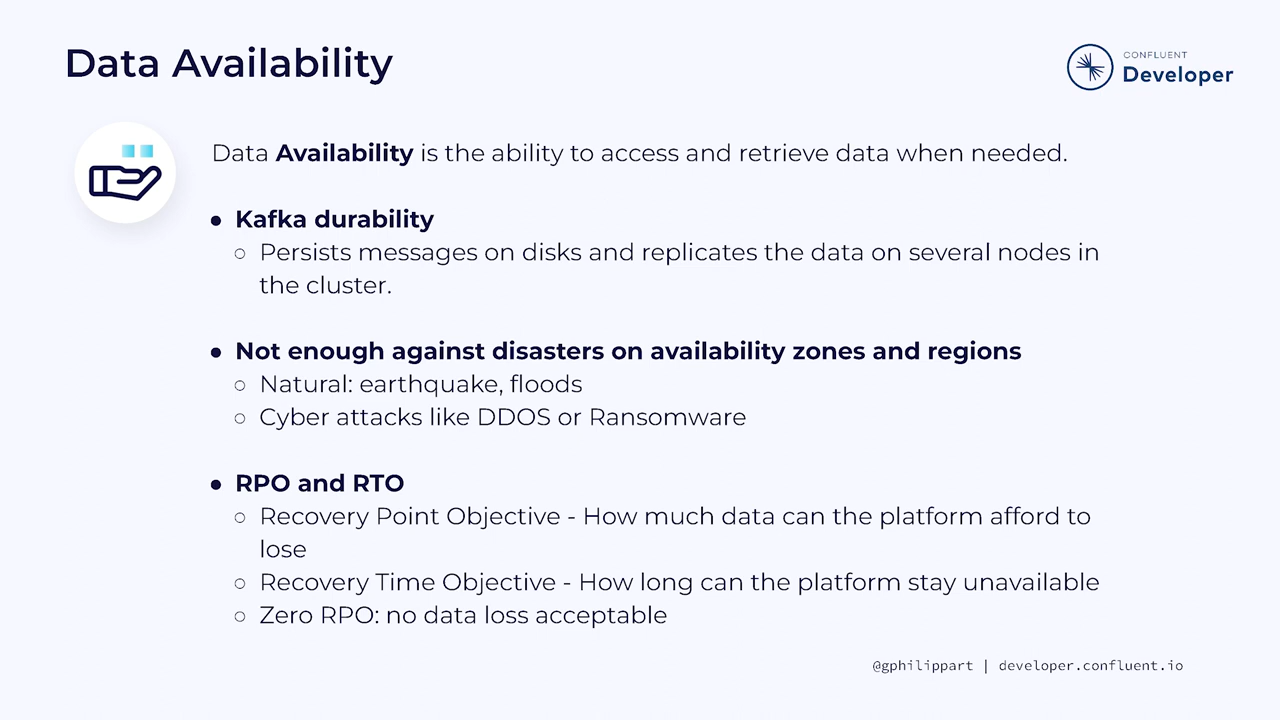 Data Availability
CONFLUENT
Developer
Data Availability is the ability to access and retrieve data when needed.
● Kafka durability
○ Persists messages on disks and replicates the data on several nodes in
the cluster.
● Not enough against disasters on availability zones and regions
○ Natural: earthquake, floods
○ Cyber attacks like DDOS or Ransomware
● RPO and RTO
○ Recovery Point Objective - How much data can the platform afford to
lose
○ Recovery Time Objective - How long can the platform stay unavailable
○ Zero RPO: no data loss acceptable
@gphilippart | developer.confluent.io